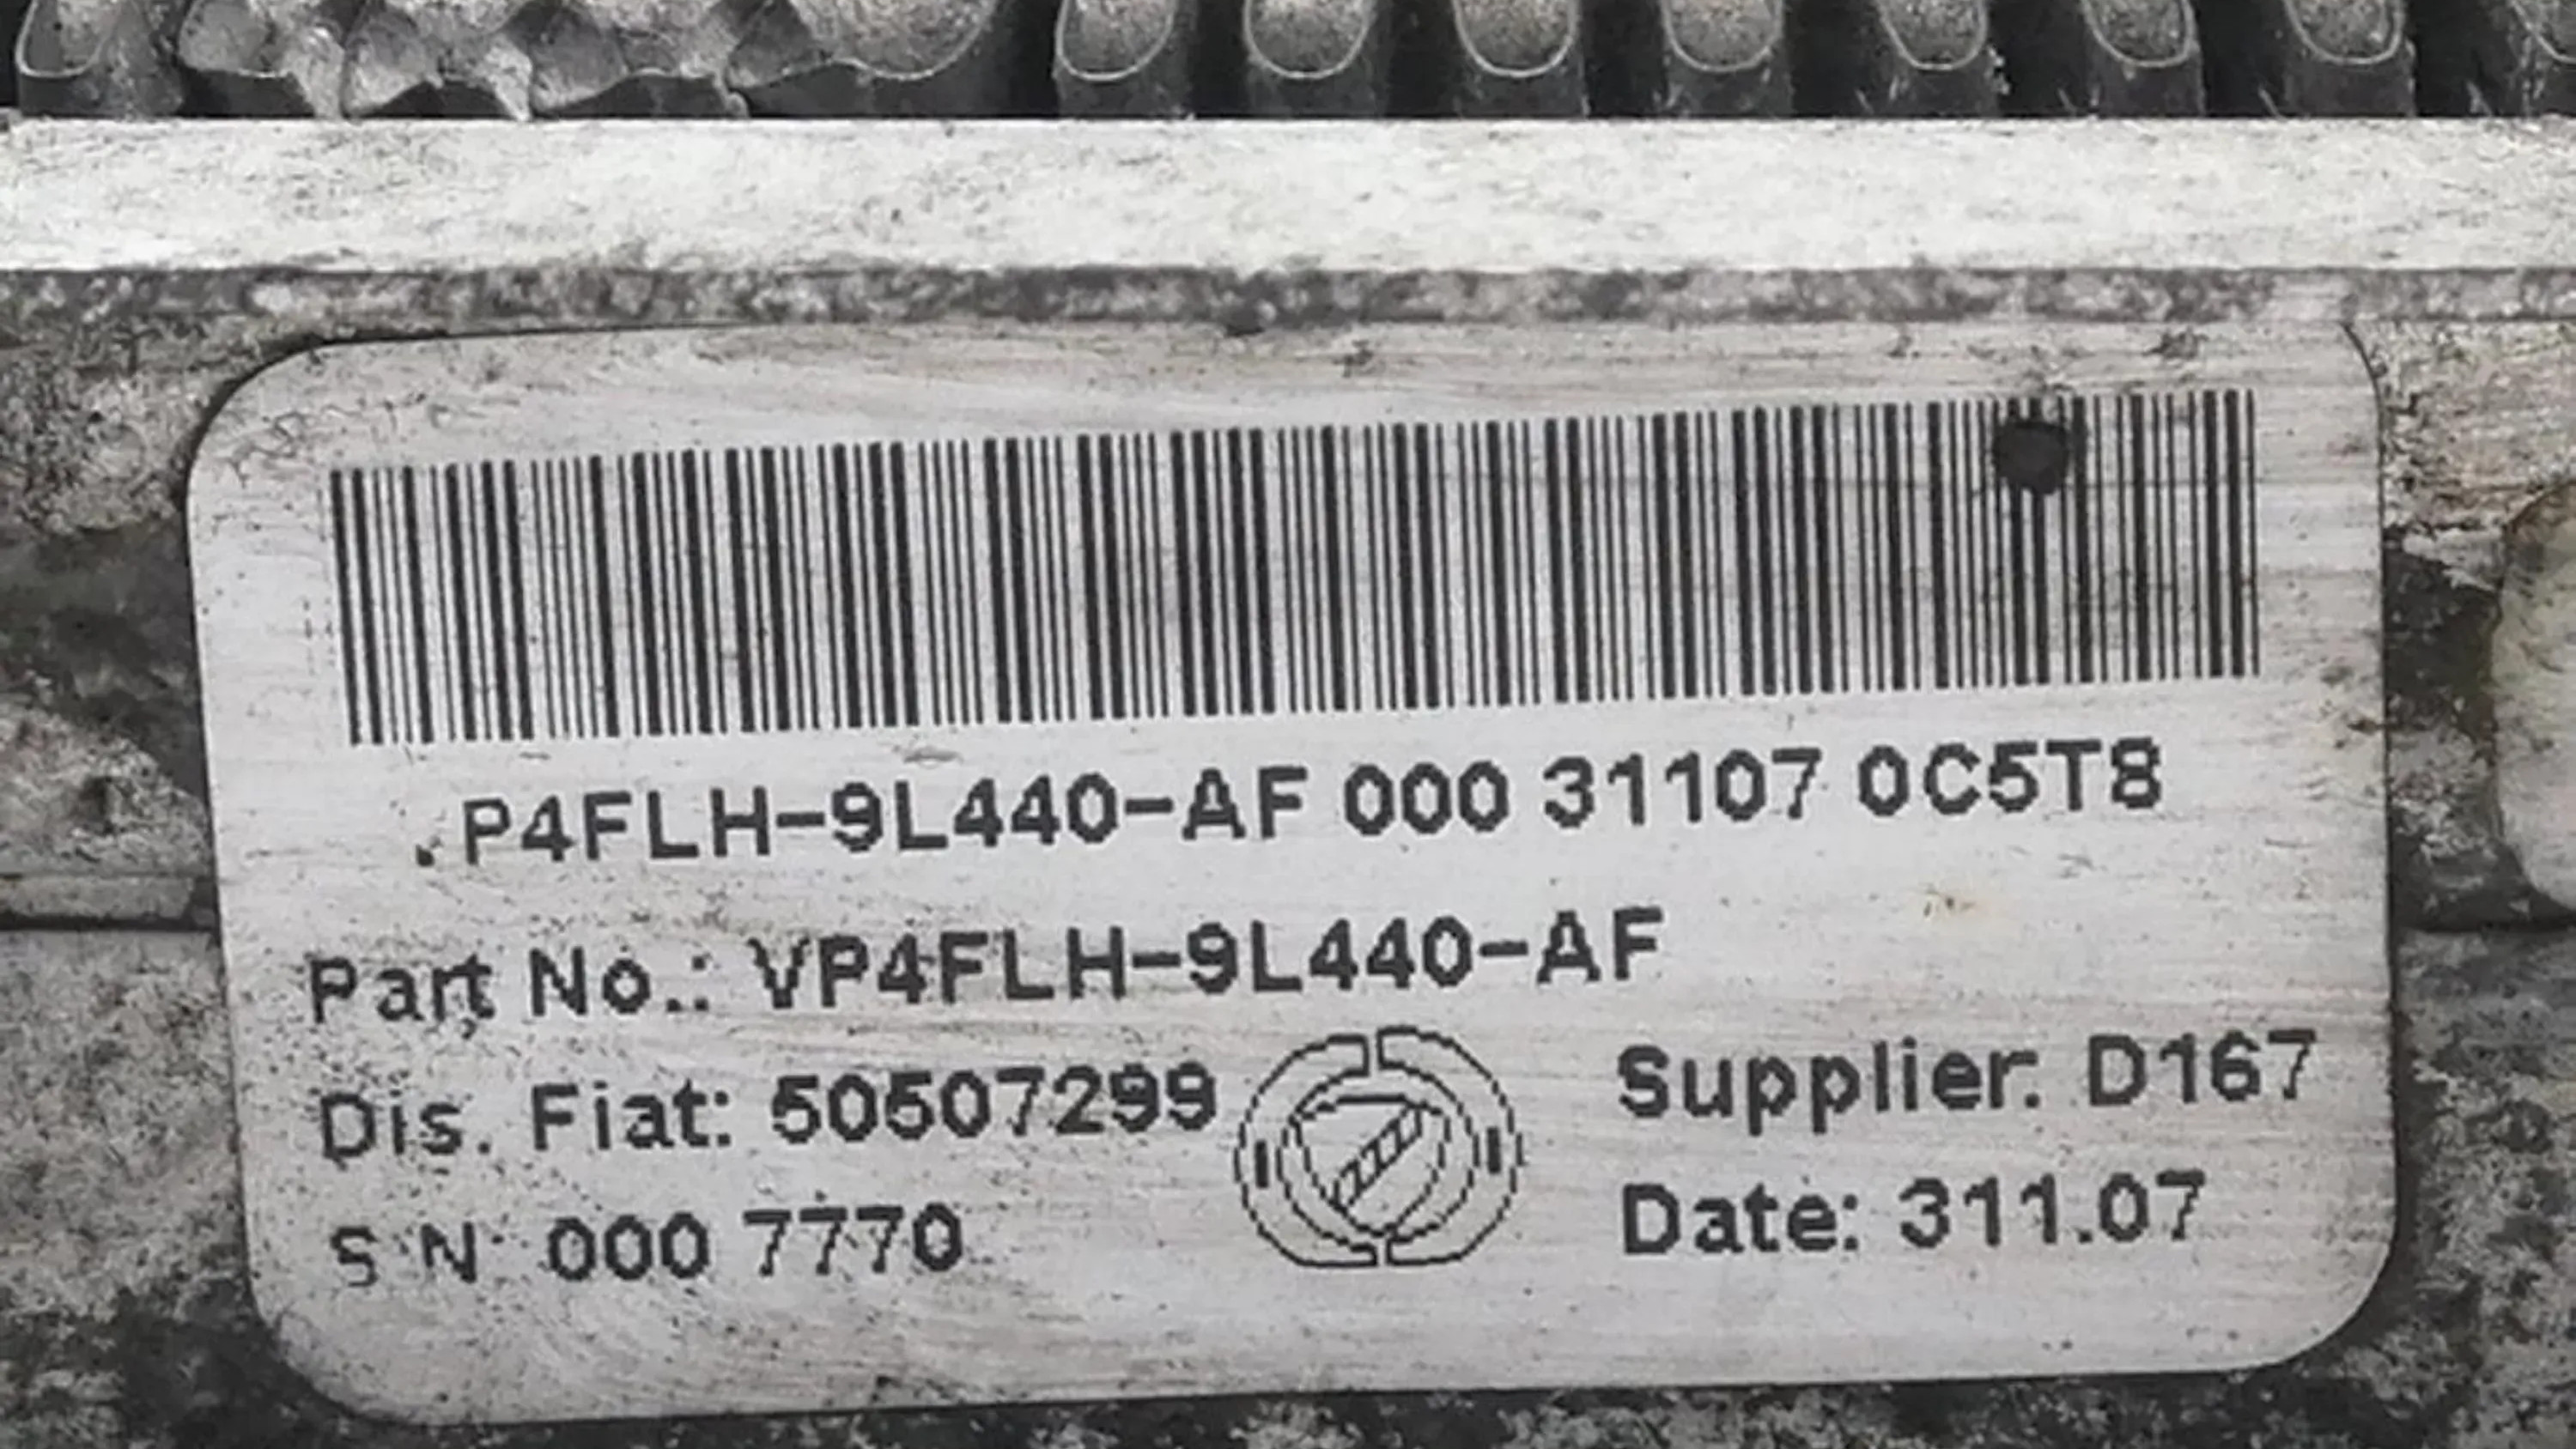 P4FLH-9L440-AF 000 31107 0C5T8
Part No.: VP4FLH-9L440-AF
Dis. Fiat: 50507299
Supplier: D167
S N 000 7770
Date: 311.07